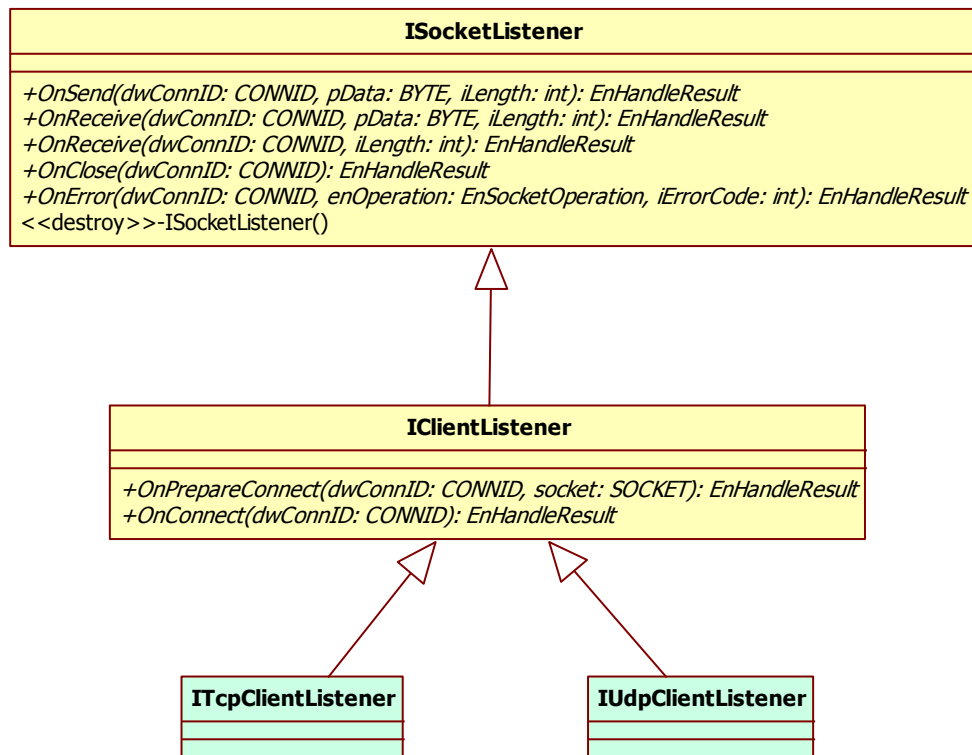 ISocketListener
+OnSend(dwConnID: CONNID, pData: BYTE, iLength: int): EnHandleResult
+OnReceive(dwConnID: CONNID, pData: BYTE, iLength: int): EnHandleResult
+OnReceive(dwConnID: CONNID, iLength: int): EnHandleResult
+OnClose(dwConnID: CONNID): EnHandleResult
+OnError(dwConnID: CONNID, enOperation: EnSocketOperation, iErrorCode: int): EnHandleResult
<<destroy>>-ISocketListener()
IClientListener
+OnPrepareConnect(dwConnID: CONNID, socket: SOCKET): EnHandleResult
+OnConnect(dwConnID: CONNID): EnHandleResult
ITcpClientListener IUdpClientListener